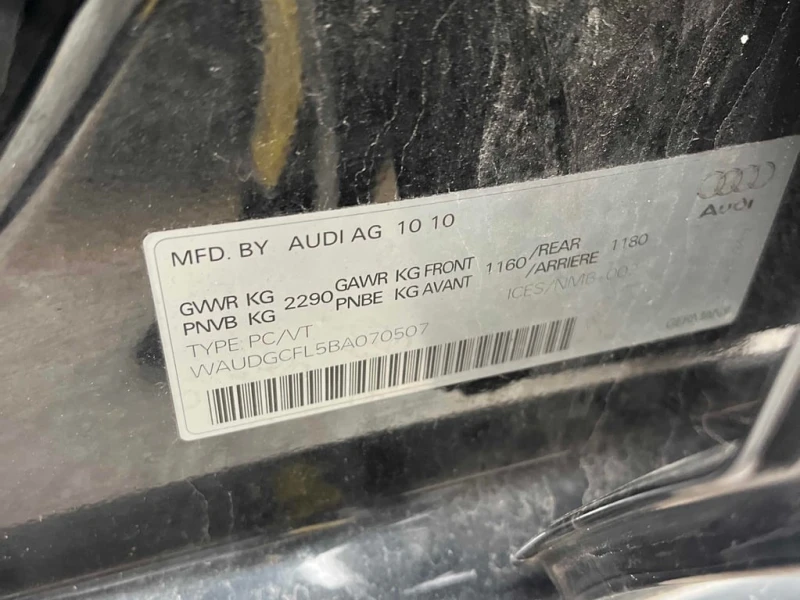 Audi
MFD. BY AUDI AG 10 10
GVWR KG 2290 GAWR KG FRONT 1160 /REAR 1180
PNVB KG PNBE KG AVANT /ARRIERE
TYPE: PC/VT ICES/NMB-00
WAUDGCFL5BA070507
GERMANY